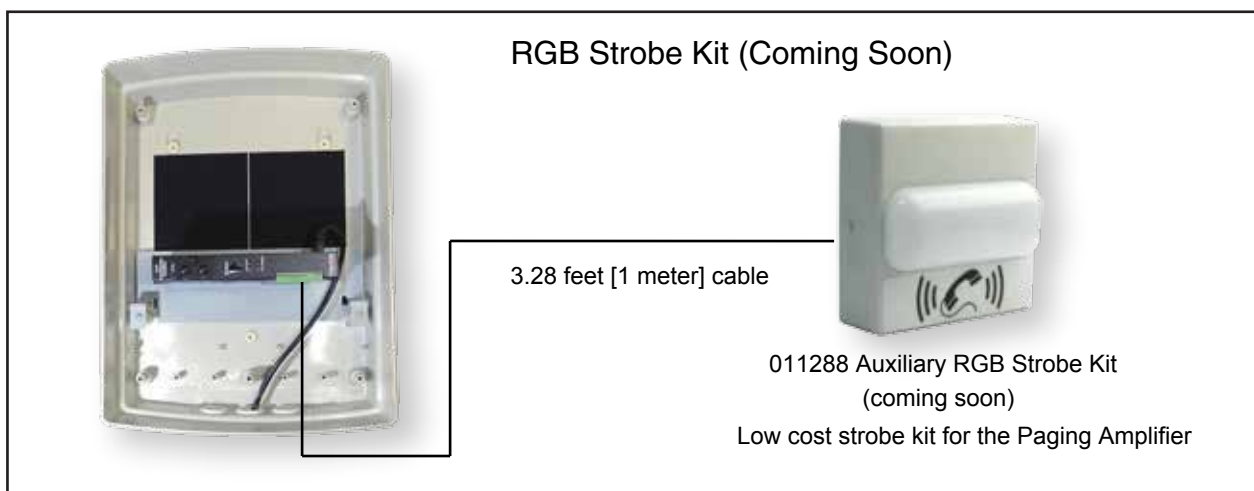 RGB Strobe Kit (Coming Soon)
3.28 feet [1 meter] cable
011288 Auxiliary RGB Strobe Kit
(coming soon)
Low cost strobe kit for the Paging Amplifier